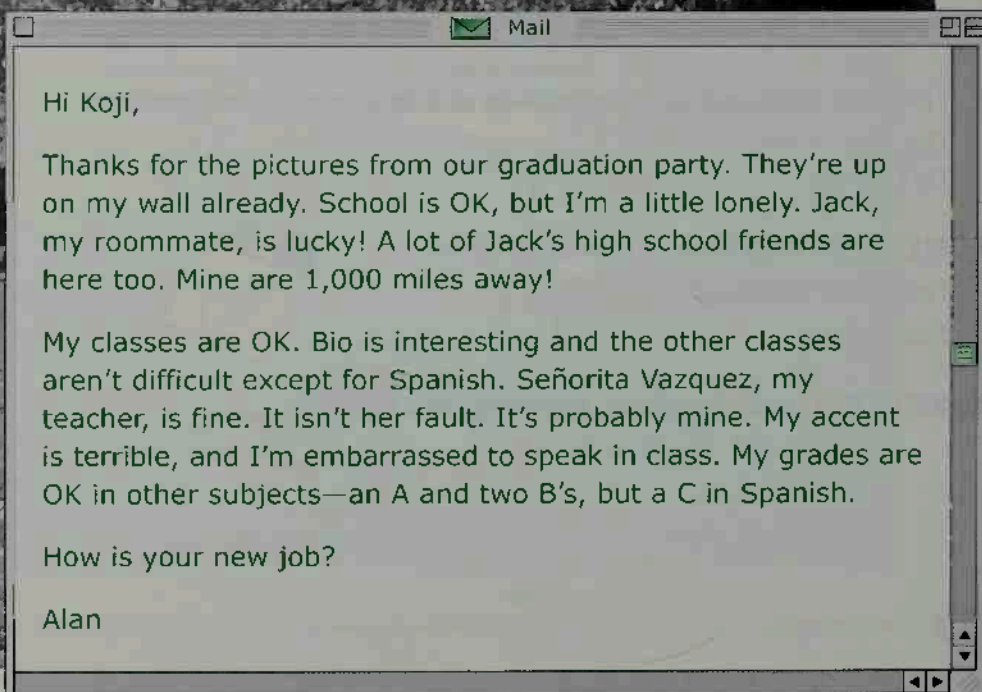 Mail
Hi Koji,
Thanks for the pictures from our graduation party. They're up
on my wall already. School is OK, but I'm a little lonely. Jack,
my roommate, is lucky! A lot of Jack's high school friends are
here too. Mine are 1,000 miles away!
My classes are OK. Bio is interesting and the other classes
aren't difficult except for Spanish. Señorita Vazquez, my
teacher, is fine. It isn't her fault. It's probably mine. My accent
is terrible, and I'm embarrassed to speak in class. My grades are
OK in other subjects—an A and two B's, but a C in Spanish.
How is your new job?
Alan